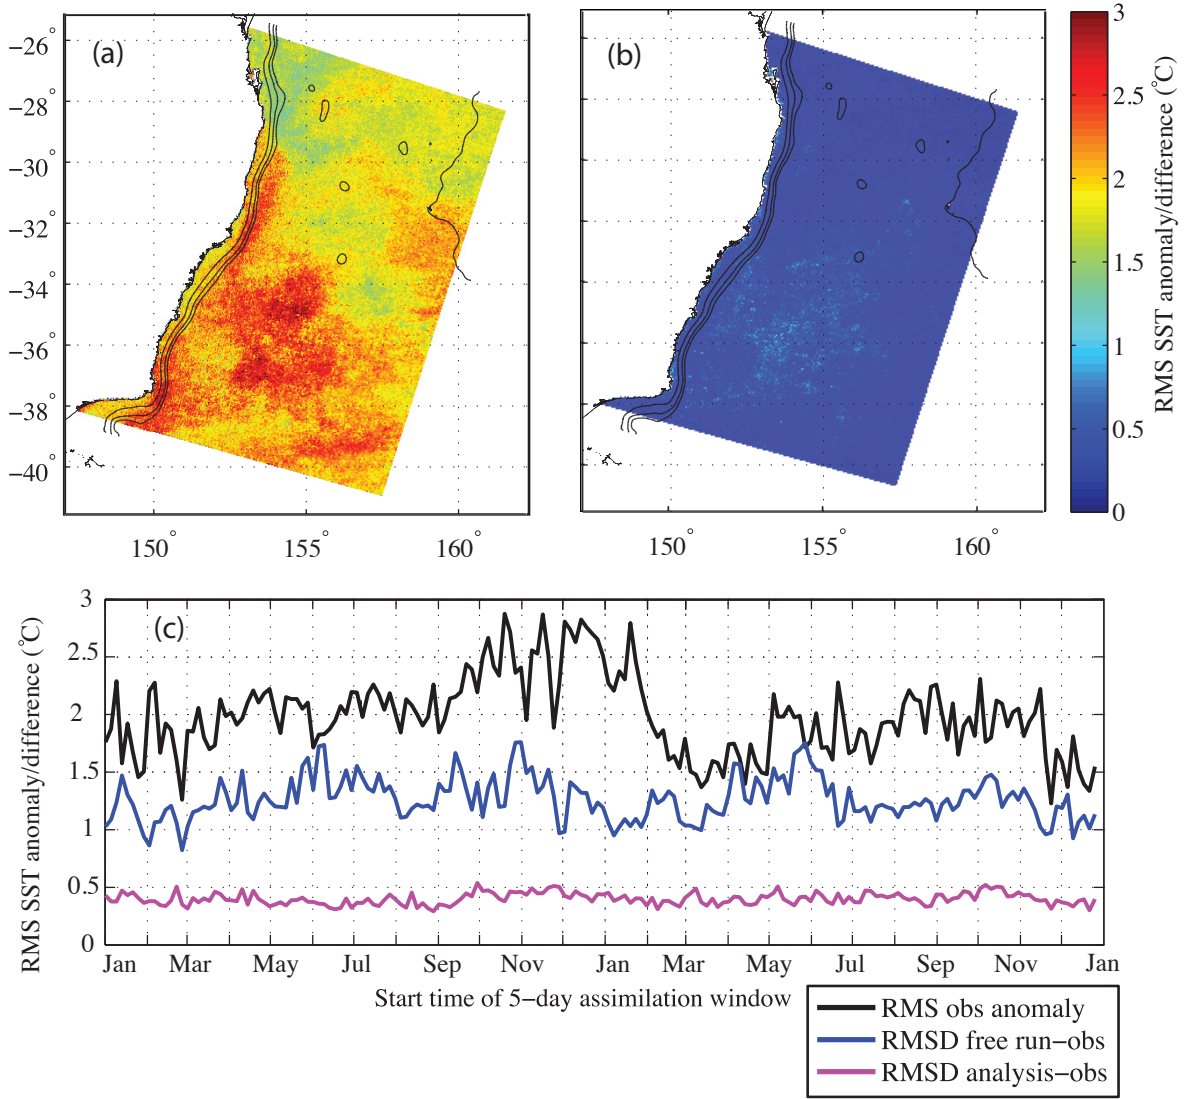 (a)
(b)
−26°
−28°
−30°
−32°
−34°
−36°
−38°
−40°
150°
155°
160°
150°
155°
160°
3
2.5
2
1.5
1
0.5
0
RMS SST anomaly/difference (°C)
(c)
3
2.5
2
1.5
1
0.5
0
RMS SST anomaly/difference (°C)
Jan Mar May Jul Sep Nov Jan Mar May Jul Sep Nov Jan
Start time of 5−day assimilation window
RMS obs anomaly
RMSD free run−obs
RMSD analysis−obs